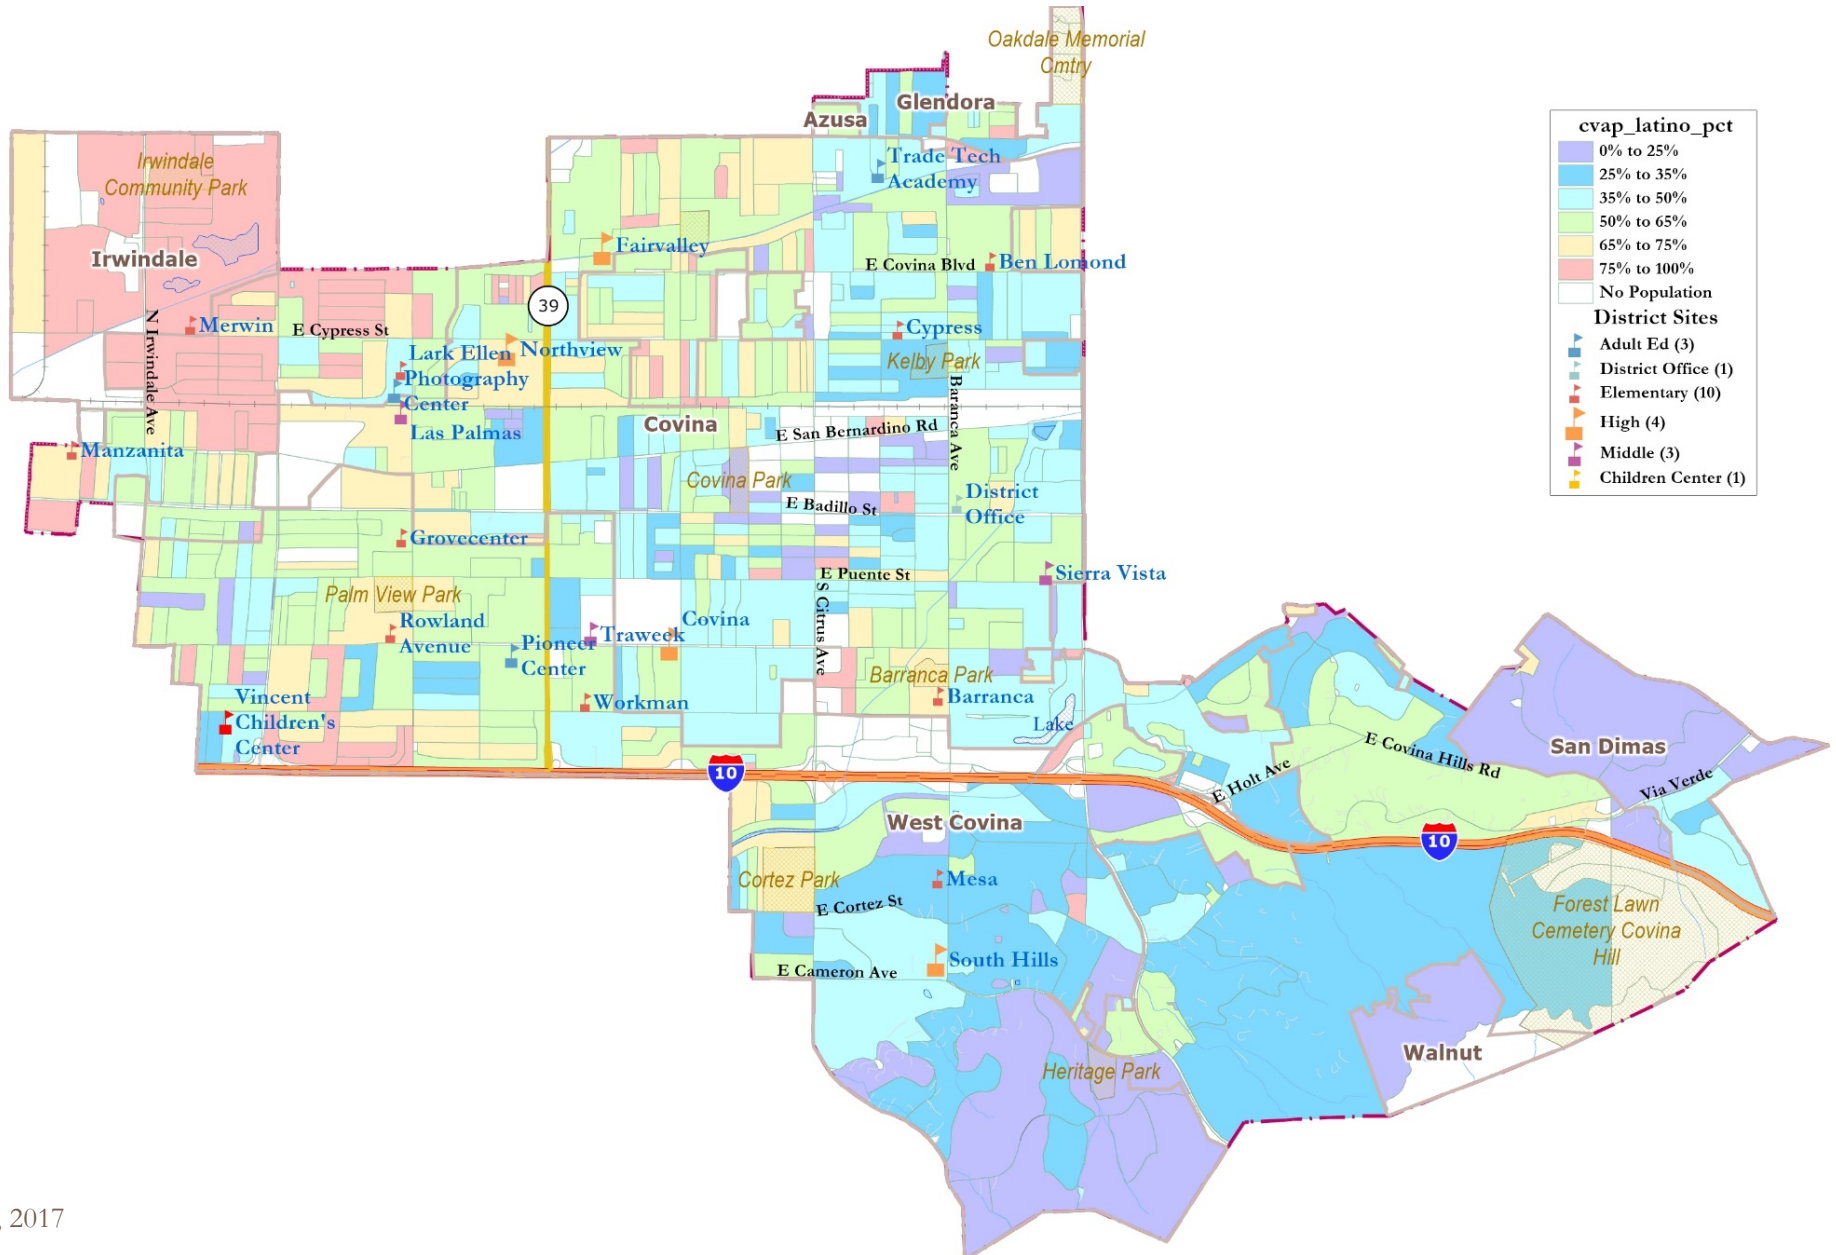 Oakdale Memorial
Cmtry
Glendora
Azusa
Trade Tech
Academy
Irwindale
Community Park
Irwindale
Fairvalley
E Covina Blvd
Ben Lomond
39
N Irwindale Ave
Merwin
E Cypress St
Cypress
Lark Ellen
Northview
Kelby Park
Photography
Center
Baranca Ave
Las Palmas
Covina
E San Bernardino Rd
Manzanita
Covina Park
E Badillo St
District
Office
Grovecenter
E Puente St
Sierra Vista
Palm View Park
S Citrus Ave
Rowland
Avenue
Pioneer
Center
Traweek
Covina
Barranca Park
Barranca
Workman
Vincent
Children's
Center
Lake
10
E Holt Ave
E Covina Hills Rd
San Dimas
Via Verde
10
West Covina
Cortez Park
Mesa
E Cortez St
Forest Lawn
Cemetery Covina
Hill
South Hills
E Cameron Ave
Heritage Park
Walnut
cvap_latino_pct
0% to 25%
25% to 35%
35% to 50%
50% to 65%
65% to 75%
75% to 100%
No Population
District Sites
Adult Ed (3)
District Office (1)
Elementary (10)
High (4)
Middle (3)
Children Center (1)
, 2017